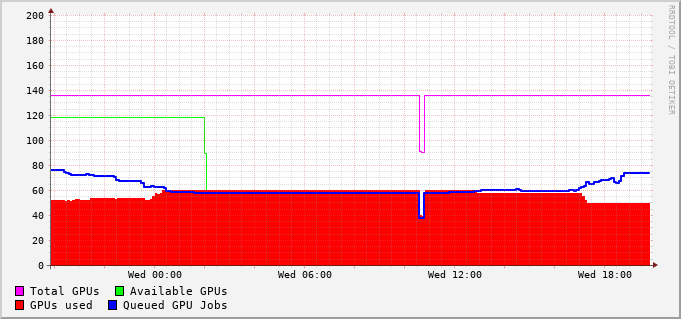 200
180
160
140
120
100
80
60
40
20
0
Wed 00:00 Wed 06:00 Wed 12:00 Wed 18:00
Total GPUs Available GPUs
GPUs used Queued GPU Jobs
RRDTOOL / TOBI OETIKER